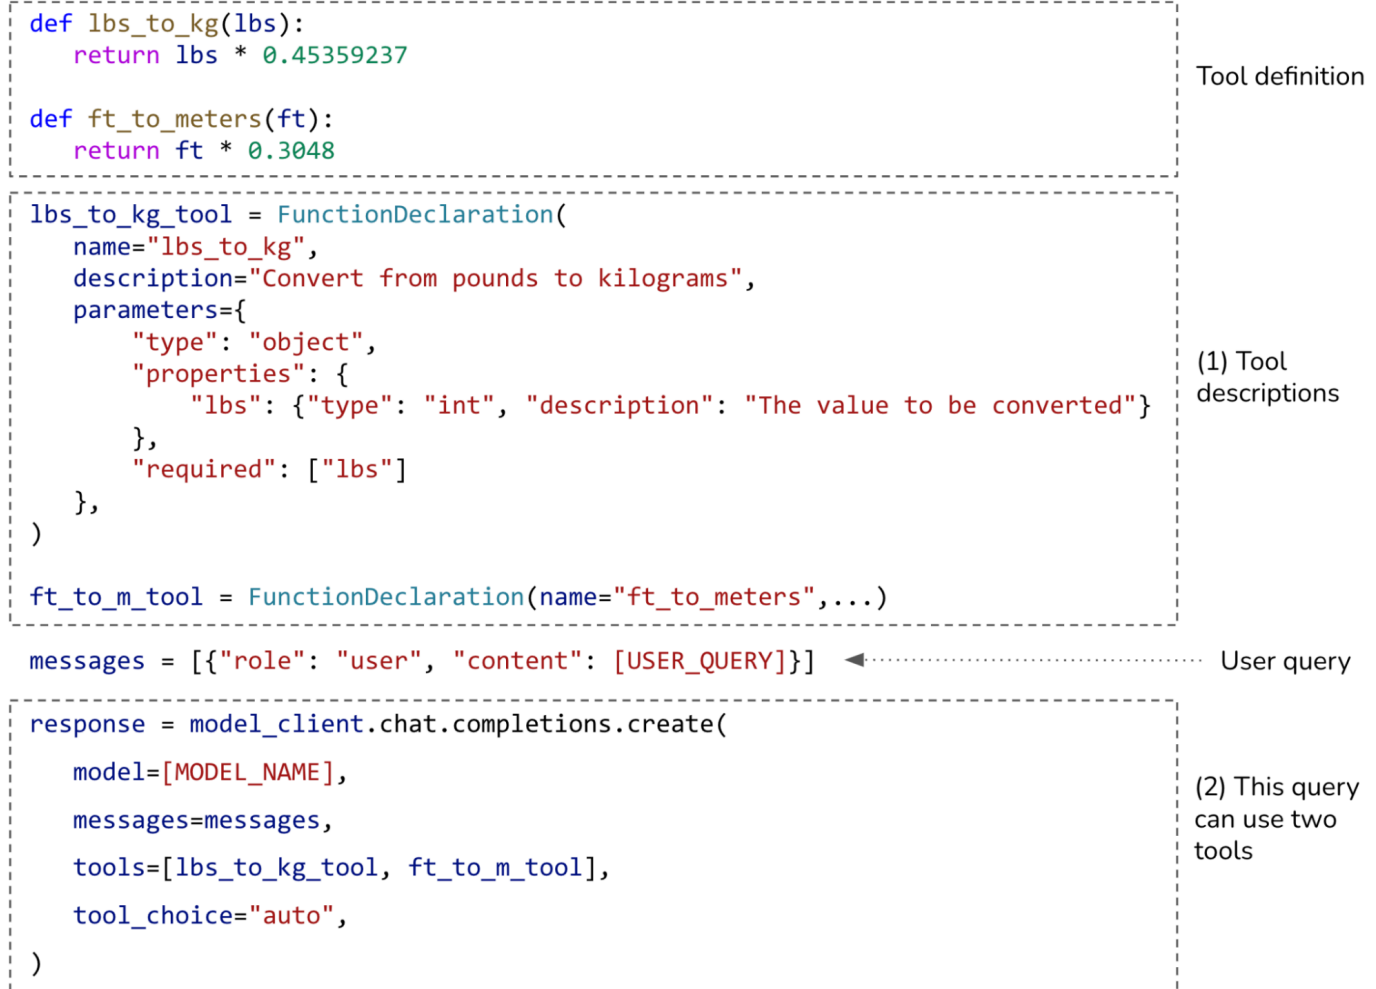 def lbs_to_kg(lbs):
return lbs * 0.45359237
Tool definition
def ft_to_meters(ft):
return ft * 0.3048
lbs_to_kg_tool = FunctionDeclaration(
name="lbs_to_kg",
description="Convert from pounds to kilograms",
parameters={
"type": "object",
"properties": {
"lbs": {"type": "int", "description": "The value to be converted"}
},
"required": ["lbs"]
},
)
ft_to_m_tool = FunctionDeclaration(name="ft_to_meters",...)
(1) Tool
descriptions
messages = [{"role": "user", "content": [USER_QUERY]}]
User query
response = model_client.chat.completions.create(
model=[MODEL_NAME],
messages=messages,
tools=[lbs_to_kg_tool, ft_to_m_tool],
tool_choice="auto",
)
(2) This query
can use two
tools